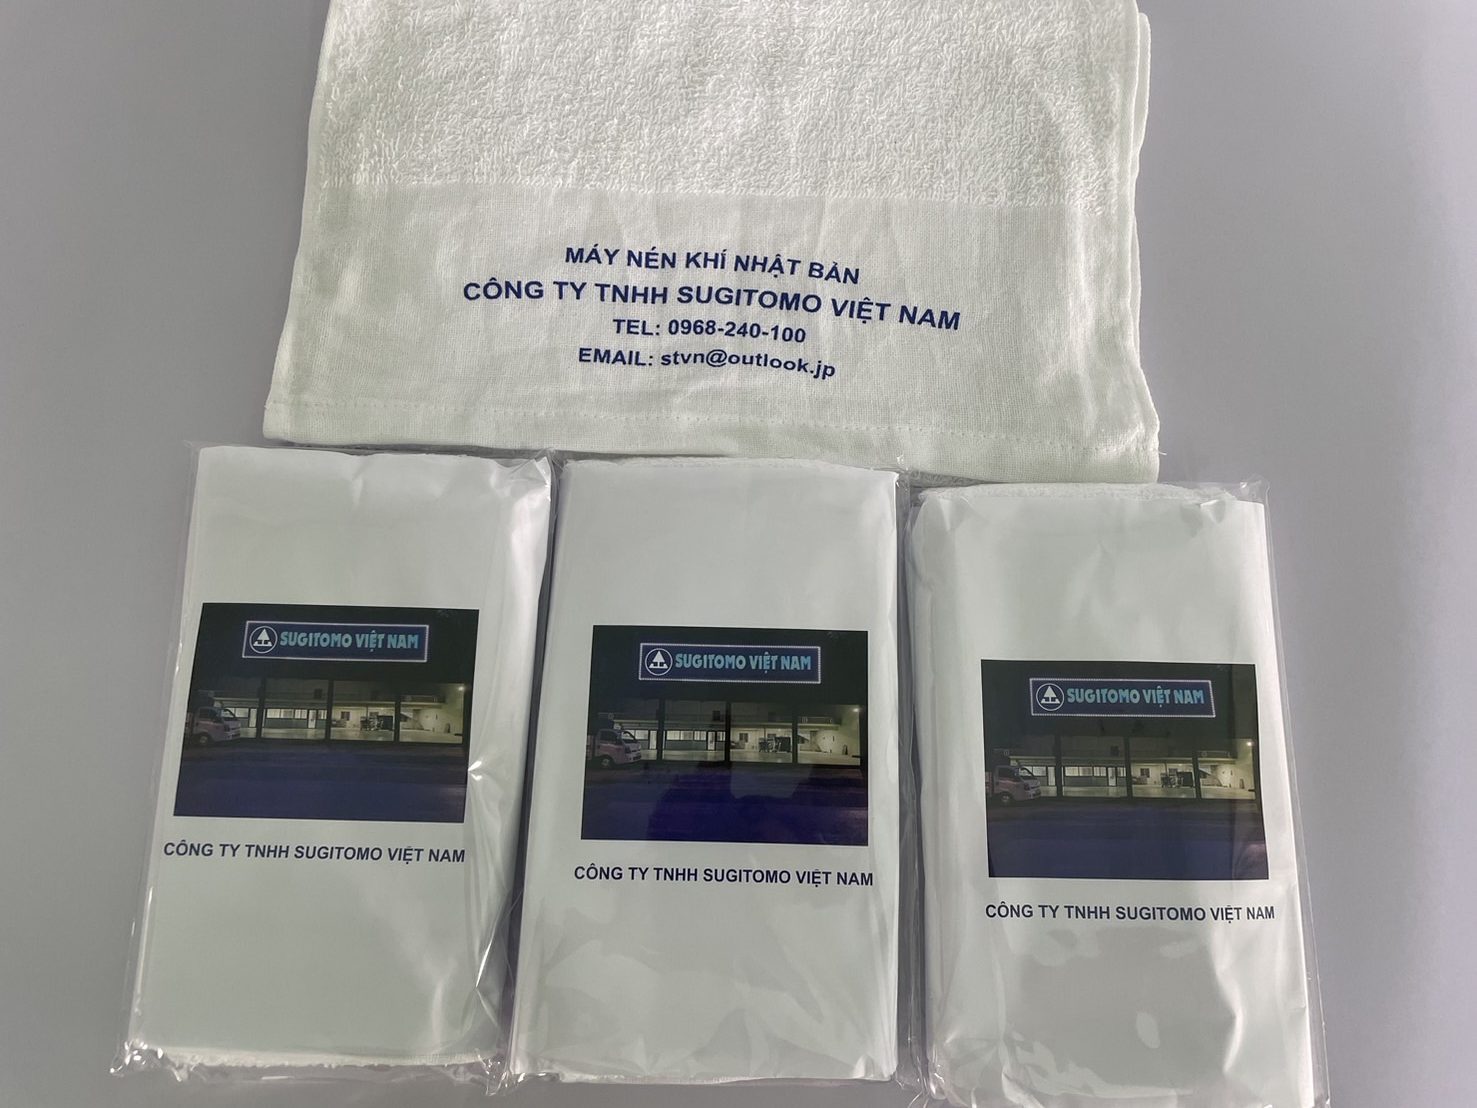 MÁY NÉN KHÍ NHẬT BẢN
CÔNG TY TNHH SUGITOMO VIỆT NAM
TEL: 0968-240-100
EMAIL: stvn@outlook.jp
SUGITOMO VIỆT NAM
CÔNG TY TNHH SUGITOMO VIỆT NAM
SUGITOMO VIỆT NAM
CÔNG TY TNHH SUGITOMO VIỆT NAM
SUGITOMO VIỆT NAM
CÔNG TY TNHH SUGITOMO VIỆT NAM